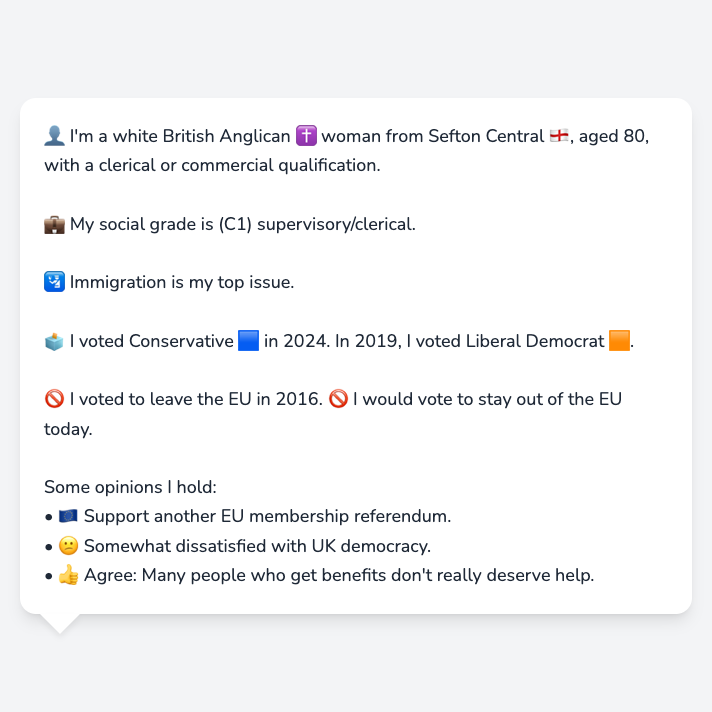 👤 I'm a white British Anglican ✝️ woman from Sefton Central 🏴󠁧󠁢󠁥󠁮󠁧󠁿, aged 80,
with a clerical or commercial qualification.
💼 My social grade is (C1) supervisory/clerical.
🛂 Immigration is my top issue.
🗳️ I voted Conservative 🟦 in 2024. In 2019, I voted Liberal Democrat 🟧.
🚫 I voted to leave the EU in 2016. 🚫 I would vote to stay out of the EU
today.
Some opinions I hold:
• 🇪🇺 Support another EU membership referendum.
• 😕 Somewhat dissatisfied with UK democracy.
• 👍 Agree: Many people who get benefits don't really deserve help.